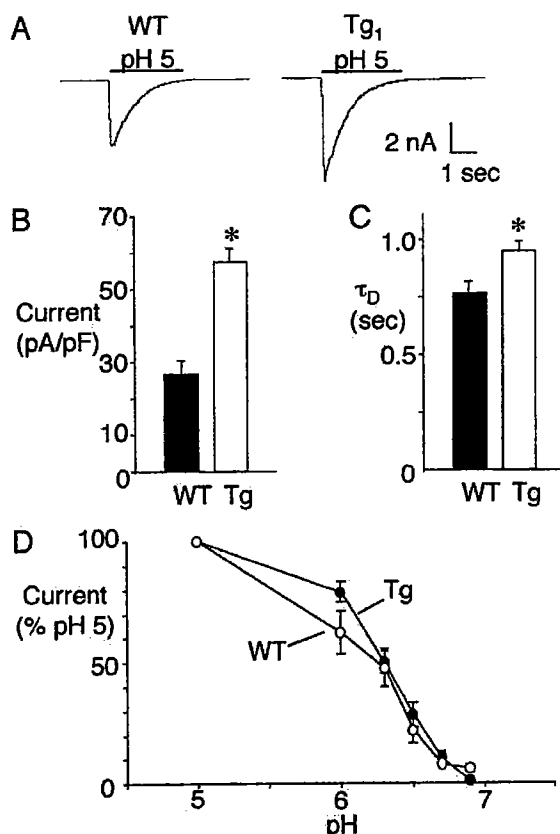 A
WT
pH 5
Tg1
pH 5
2 nA
1 sec
B
70
50
30
0
Current
(pA/pF)
*
WT Tg
C
1.0
0.5
0
τD
(sec)
*
WT Tg
D
100
50
0
Current
(% pH 5)
Tg
WT
5 6 7
pH